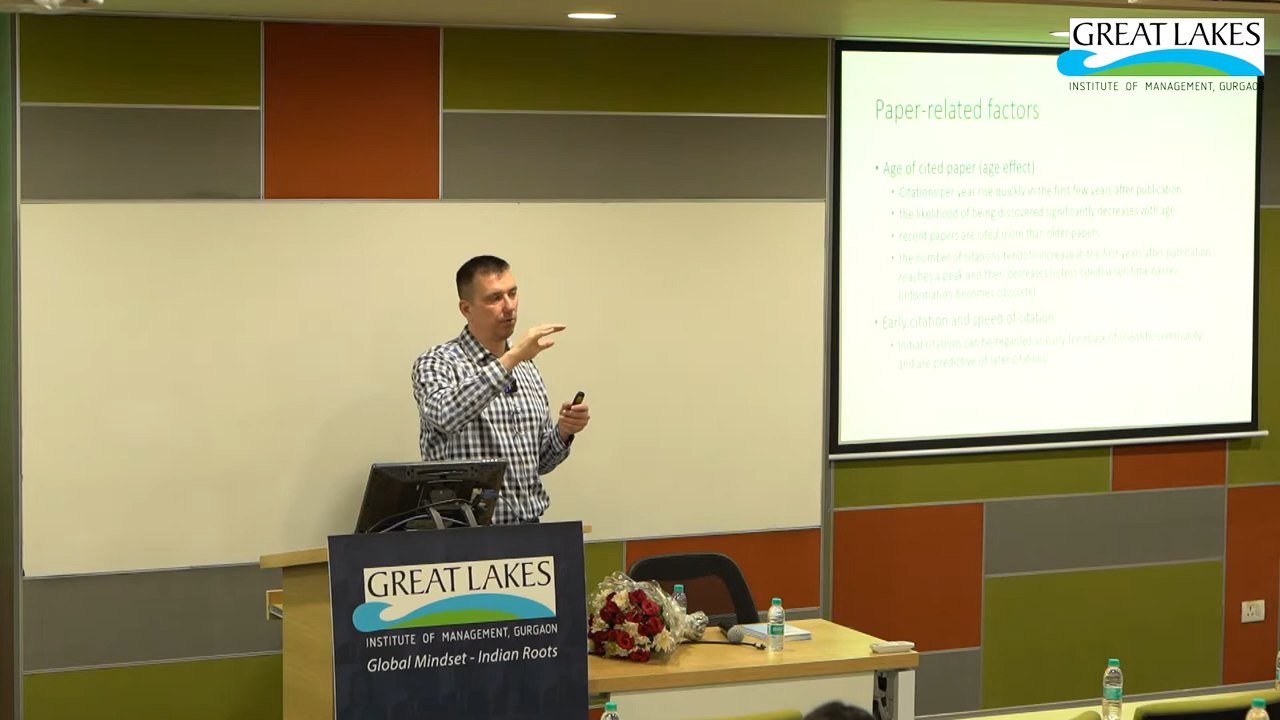 GREAT LAKES
INSTITUTE OF MANAGEMENT, GURGAON
Paper-related factors
• Age of cited paper (age effect)
• Citations per year rise quickly in the first few years after publication
• the likelihood of being discovered significantly decreases with age
• recent papers are cited more than older papers
• the number of citations tends to increase in the first years after publication,
reaches a peak and then decreases (is less cited) when time passes
(information becomes obsolete)
• Early citation and speed of citation
• Initial citations can be regarded as early feedback of scientific community
and are predictive of later citations
GREAT LAKES
INSTITUTE OF MANAGEMENT, GURGAON
Global Mindset - Indian Roots